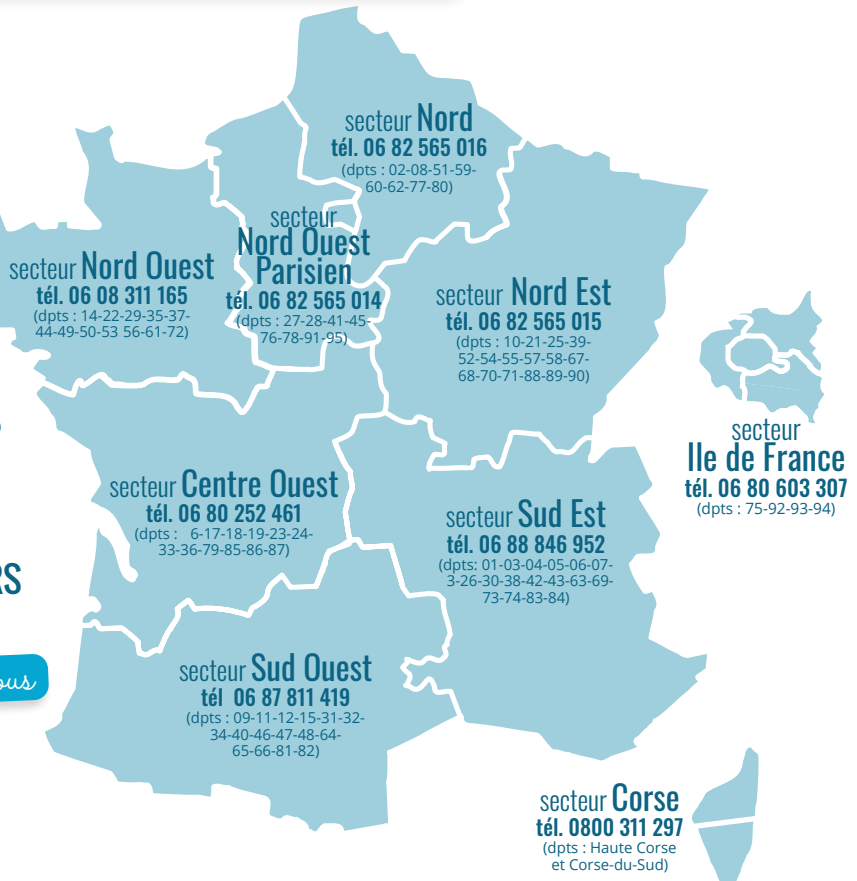 secteur Nord
tél. 06 82 565 016
(dpts : 02-08-51-59-
60-62-77-80)
secteur
Nord Ouest
Parisien
tél. 06 82 565 014
(dpts : 27-28-41-45-
76-78-91-95)
secteur Nord Ouest
tél. 06 08 311 165
(dpts : 14-22-29-35-37-
44-49-50-53 56-61-72)
secteur Nord Est
tél. 06 82 565 015
(dpts : 10-21-25-39-
52-54-55-57-58-67-
68-70-71-88-89-90)
secteur
Ile de France
tél. 06 80 603 307
(dpts : 75-92-93-94)
secteur Centre Ouest
tél. 06 80 252 461
(dpts : 6-17-18-19-23-24-
33-36-79-85-86-87)
secteur Sud Est
tél. 06 88 846 952
(dpts: 01-03-04-05-06-07-
3-26-30-38-42-43-63-69-
73-74-83-84)
RS
ous
secteur Sud Ouest
tél 06 87 811 419
(dpts : 09-11-12-15-31-32-
34-40-46-47-48-64-
65-66-81-82)
secteur Corse
tél. 0800 311 297
(dpts : Haute Corse
et Corse-du-Sud)